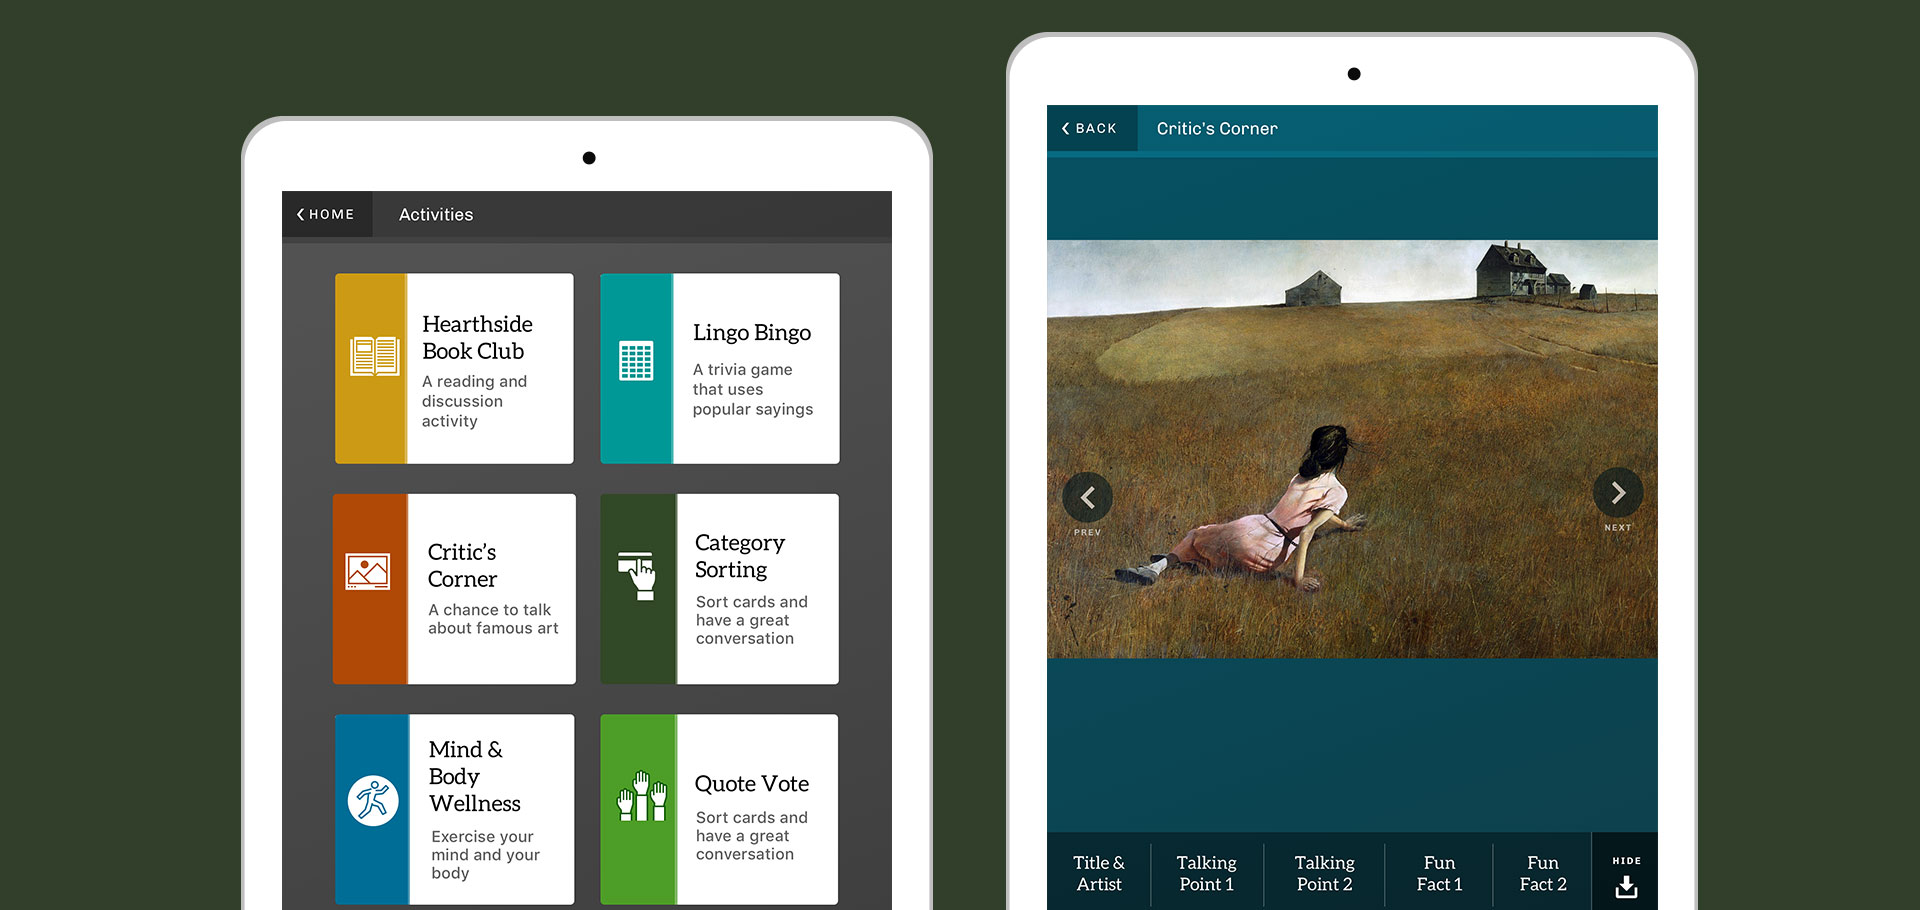 HOME
Activities
Hearthside
Book Club
A reading and
discussion
activity
Lingo Bingo
A trivia game
that uses
popular sayings
Critic's
Corner
A chance to talk
about famous art
Category
Sorting
Sort cards and
have a great
conversation
Mind &
Body
Wellness
Exercise your
mind and your
body
Quote Vote
Sort cards and
have a great
conversation
BACK
Critic's Corner
PREV
NEXT
Title &
Artist
Talking
Point 1
Talking
Point 2
Fun
Fact 1
Fun
Fact 2
HIDE